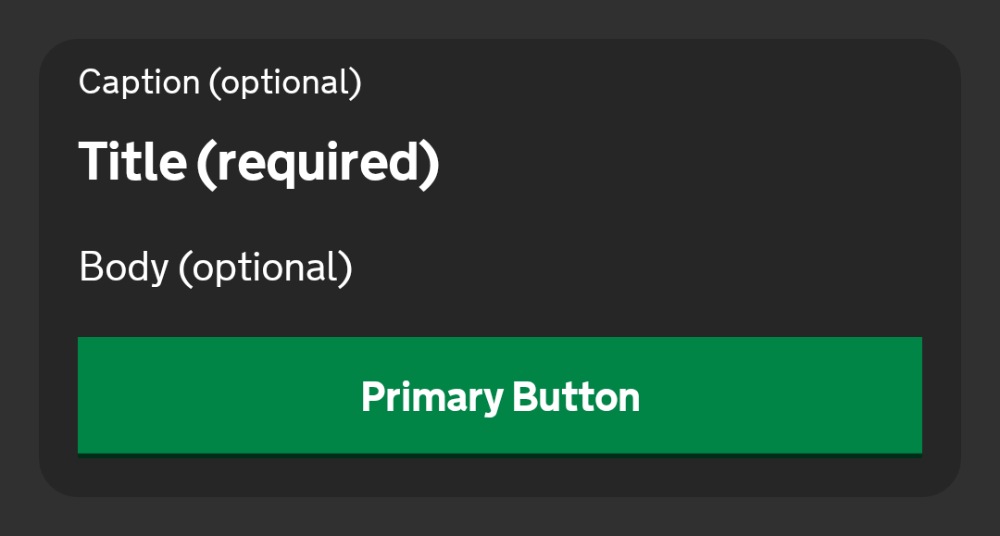 Caption (optional)
Title (required)
Body (optional)
Primary Button